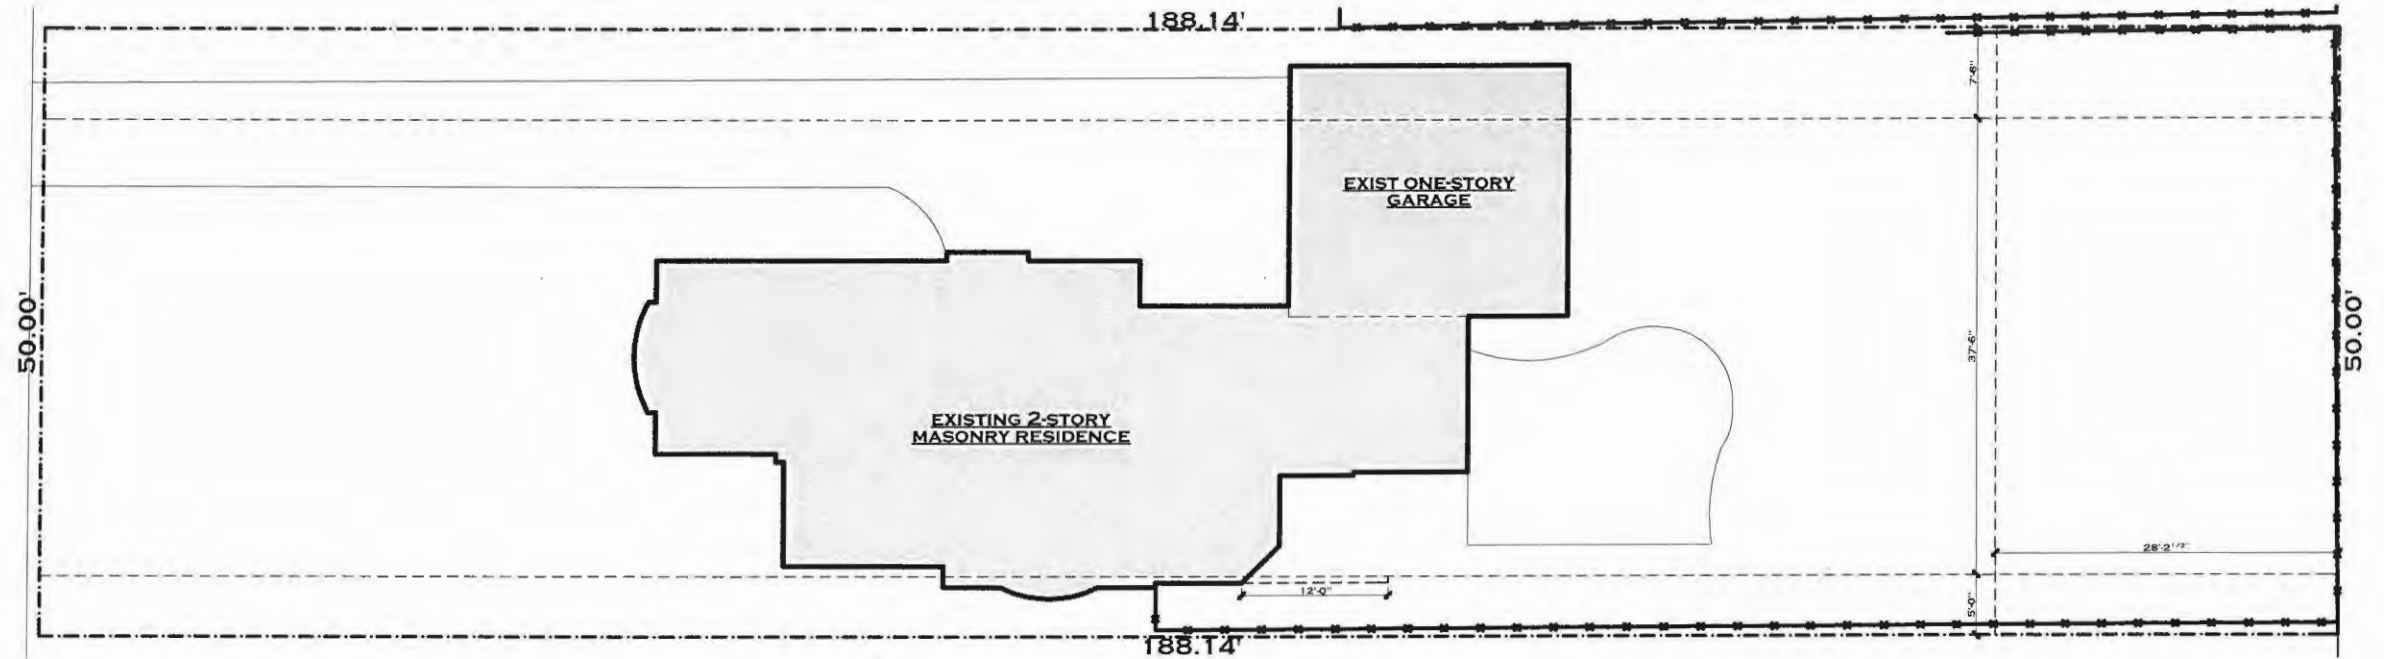 188.14'
7'-6"
EXIST ONE-STORY
GARAGE
50.00'
37'-6"
50.00'
EXISTING 2-STORY
MASONRY RESIDENCE
28'-2 1/2"
12'-0"
5'-0"
188.14'